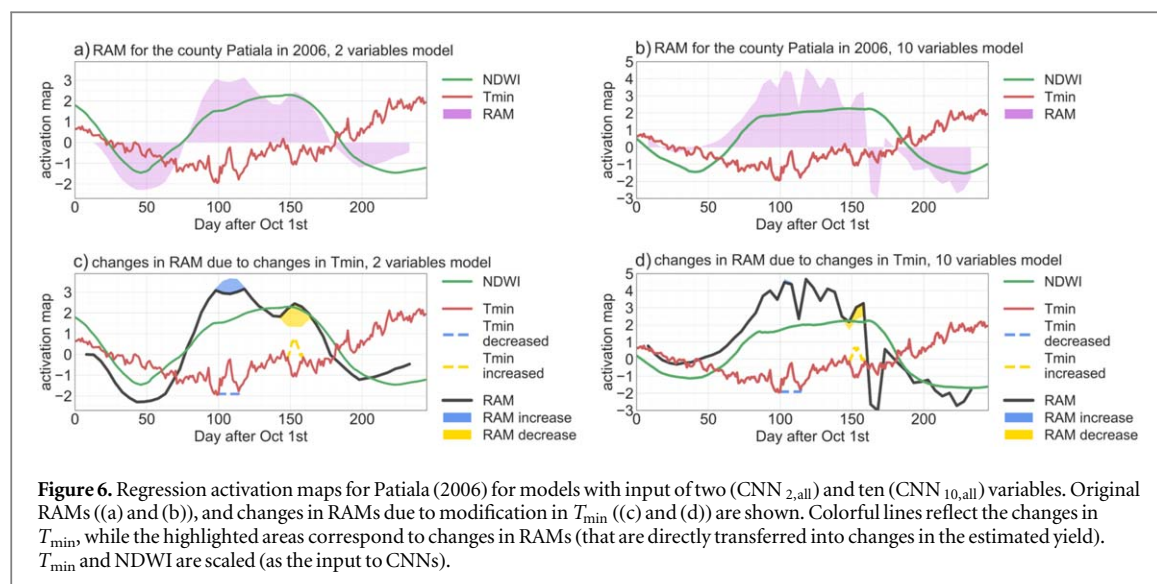 a) RAM for the county Patiala in 2006, 2 variables model
activation map
3
2
1
0
−1
−2
0 50 100 150 200
Day after Oct 1st
NDWI
Tmin
RAM
b) RAM for the county Patiala in 2006, 10 variables model
activation map
5
4
3
2
1
0
−1
−2
−3
0 50 100 150 200
Day after Oct 1st
NDWI
Tmin
RAM
c) changes in RAM due to changes in Tmin, 2 variables model
activation map
3
2
1
0
−1
−2
0 50 100 150 200
Day after Oct 1st
NDWI
Tmin
Tmin
decreased
Tmin
increased
RAM
RAM increase
RAM decrease
d) changes in RAM due to changes in Tmin, 10 variables model
activation map
5
4
3
2
1
0
−1
−2
−3
0 50 100 150 200
Day after Oct 1st
NDWI
Tmin
Tmin
decreased
Tmin
increased
RAM
RAM increase
RAM decrease
Figure 6. Regression activation maps for Patiala (2006) for models with input of two (CNN 2,all) and ten (CNN 10,all) variables. Original
RAMs ((a) and (b)), and changes in RAMs due to modification in Tmin ((c) and (d)) are shown. Colorful lines reflect the changes in
Tmin, while the highlighted areas correspond to changes in RAMs (that are directly transferred into changes in the estimated yield).
Tmin and NDWI are scaled (as the input to CNNs).